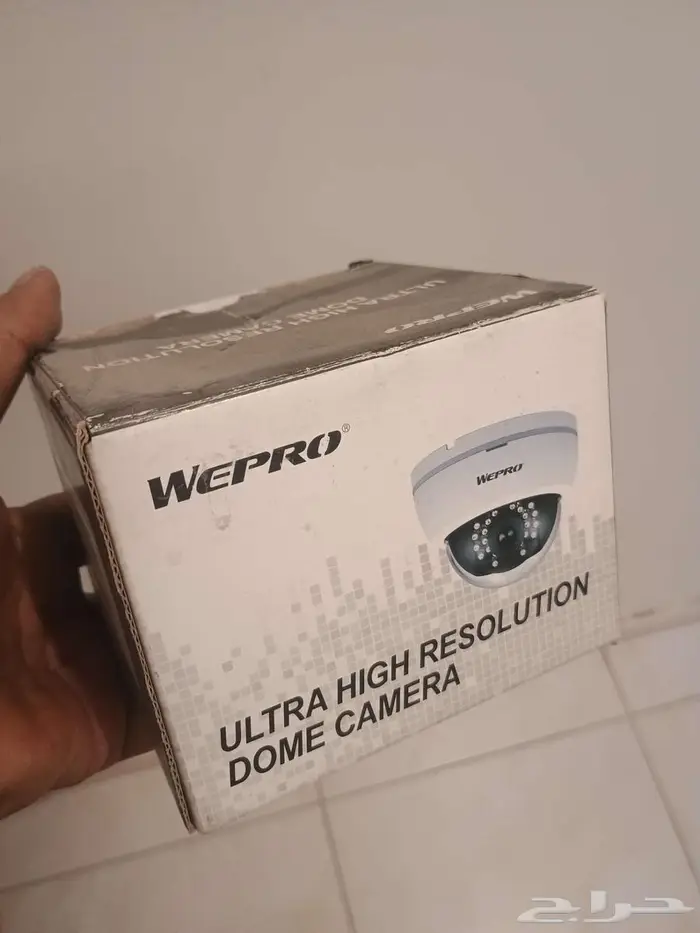 WEPRO
ULTRA HIGH RESOLUTION
DOME CAMERA
WEPRO®
WEPRO
ULTRA HIGH RESOLUTION
DOME CAMERA
حراج